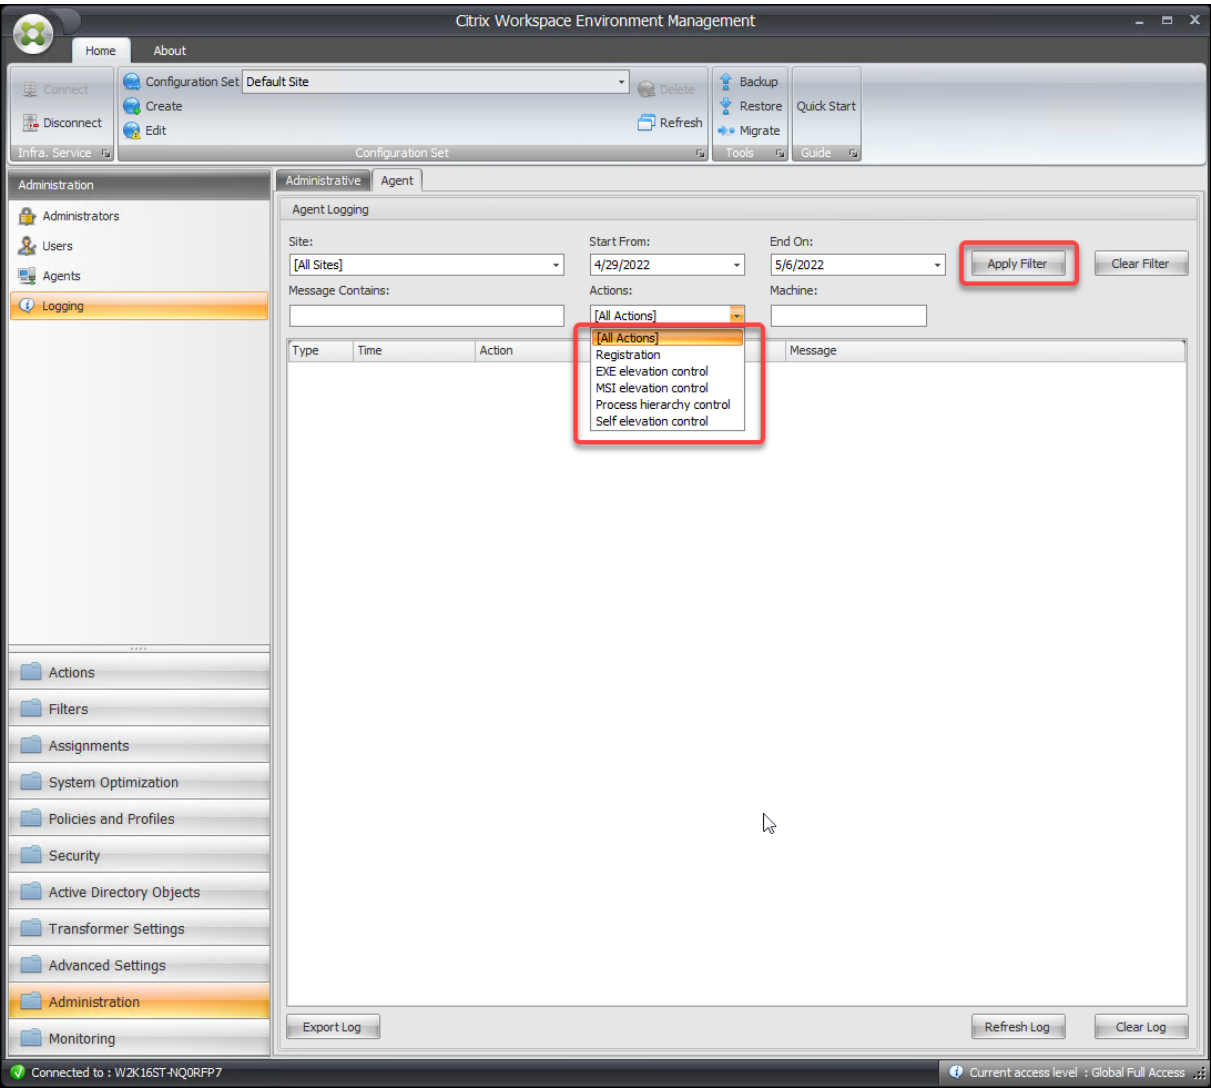 Citrix Workspace Environment Management
Home About
Connect
Disconnect
Infra. Service
Configuration Set Default Site
Create
Edit
Delete
Refresh
Configuration Set
Backup
Restore
Migrate
Tools
Quick Start
Guide
Administration
Administrators
Users
Agents
Logging
Administrative Agent
Agent Logging
Site: Start From: End On:
[All Sites] 4/29/2022 5/6/2022 Apply Filter Clear Filter
Message Contains: Actions: Machine:
[All Actions]
Type Time Action Message
[All Actions]
Registration
EXE elevation control
MSI elevation control
Process hierarchy control
Self elevation control
Actions
Filters
Assignments
System Optimization
Policies and Profiles
Security
Active Directory Objects
Transformer Settings
Advanced Settings
Administration
Monitoring
Export Log Refresh Log Clear Log
Connected to : W2K16ST-NQ0RFP7 Current access level : Global Full Access